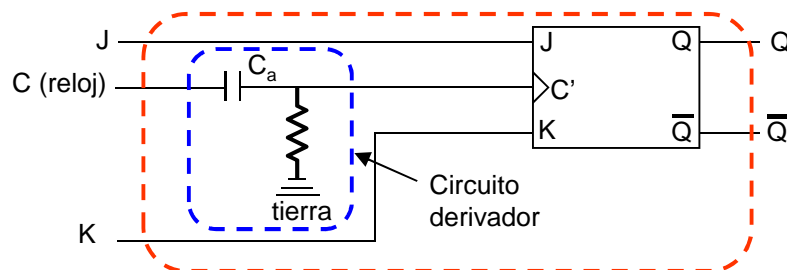 J
J
Q
Q
C (reloj)
Ca
C'
K
Q
Q
tierra
Circuito
derivador
K